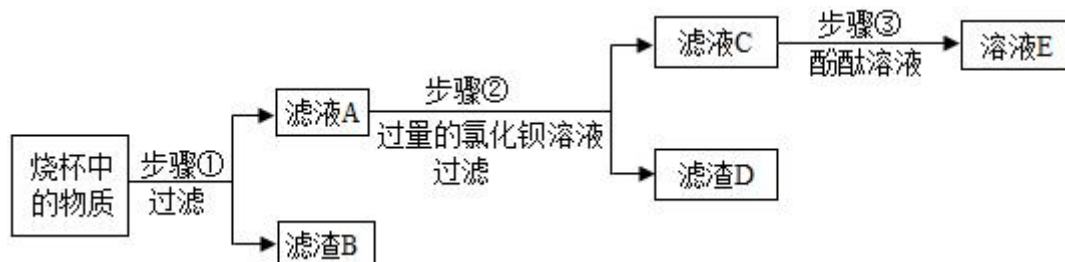 烧杯中
的物质
步骤①
过滤
滤液A
滤渣B
步骤②
过量的氯化钡溶液
过滤
滤液C
滤渣D
步骤③
酚酞溶液
溶液E